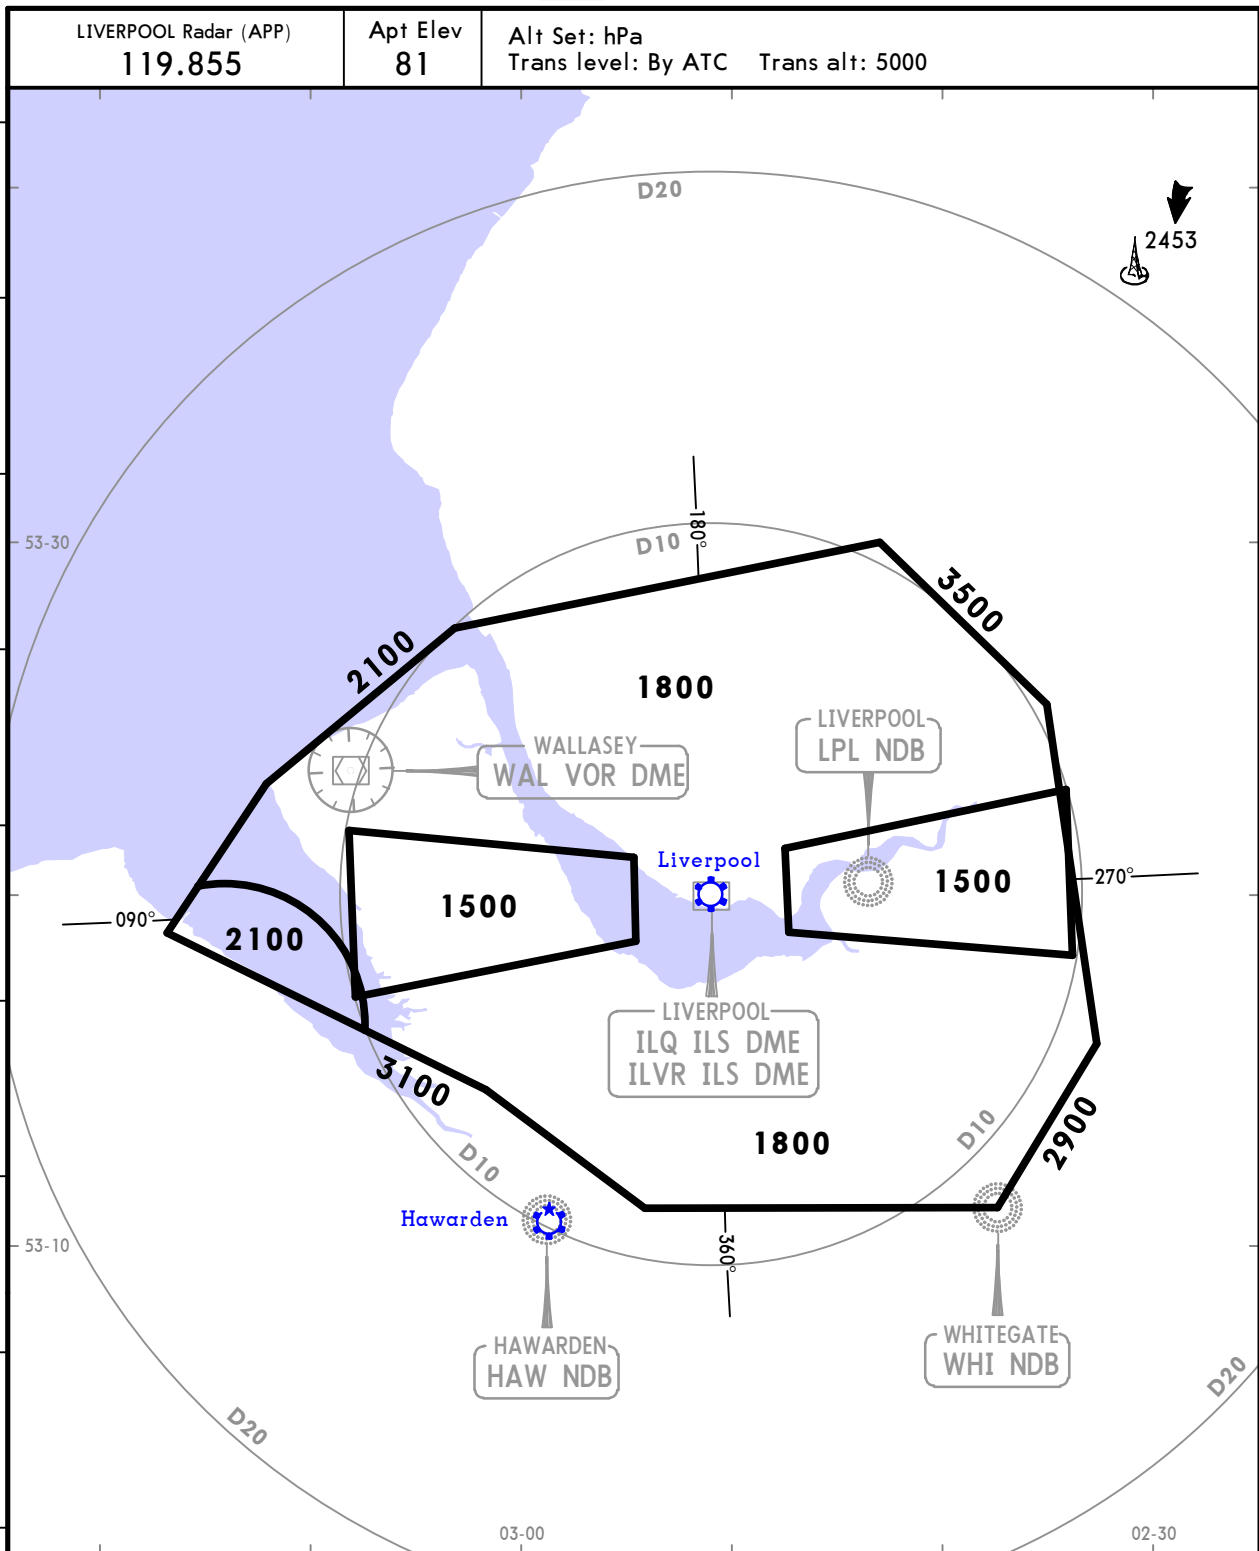 LIVERPOOL Radar (APP)
119.855
Apt Elev
81
Alt Set: hPa
Trans level: By ATC Trans alt: 5000
D20
2453
180°
D10
53-30
3500
2100
1800
LIVERPOOL
LPL NDB
WALLASEY
WAL VOR DME
Liverpool
270°
1500
1500
090°
2100
LIVERPOOL
ILQ ILS DME
ILVR ILS DME
3100
2900
D10
1800
D10
Hawarden
53-10
360°
HAWARDEN
HAW NDB
WHITEGATE
WHI NDB
D20
D20
03-00
02-30